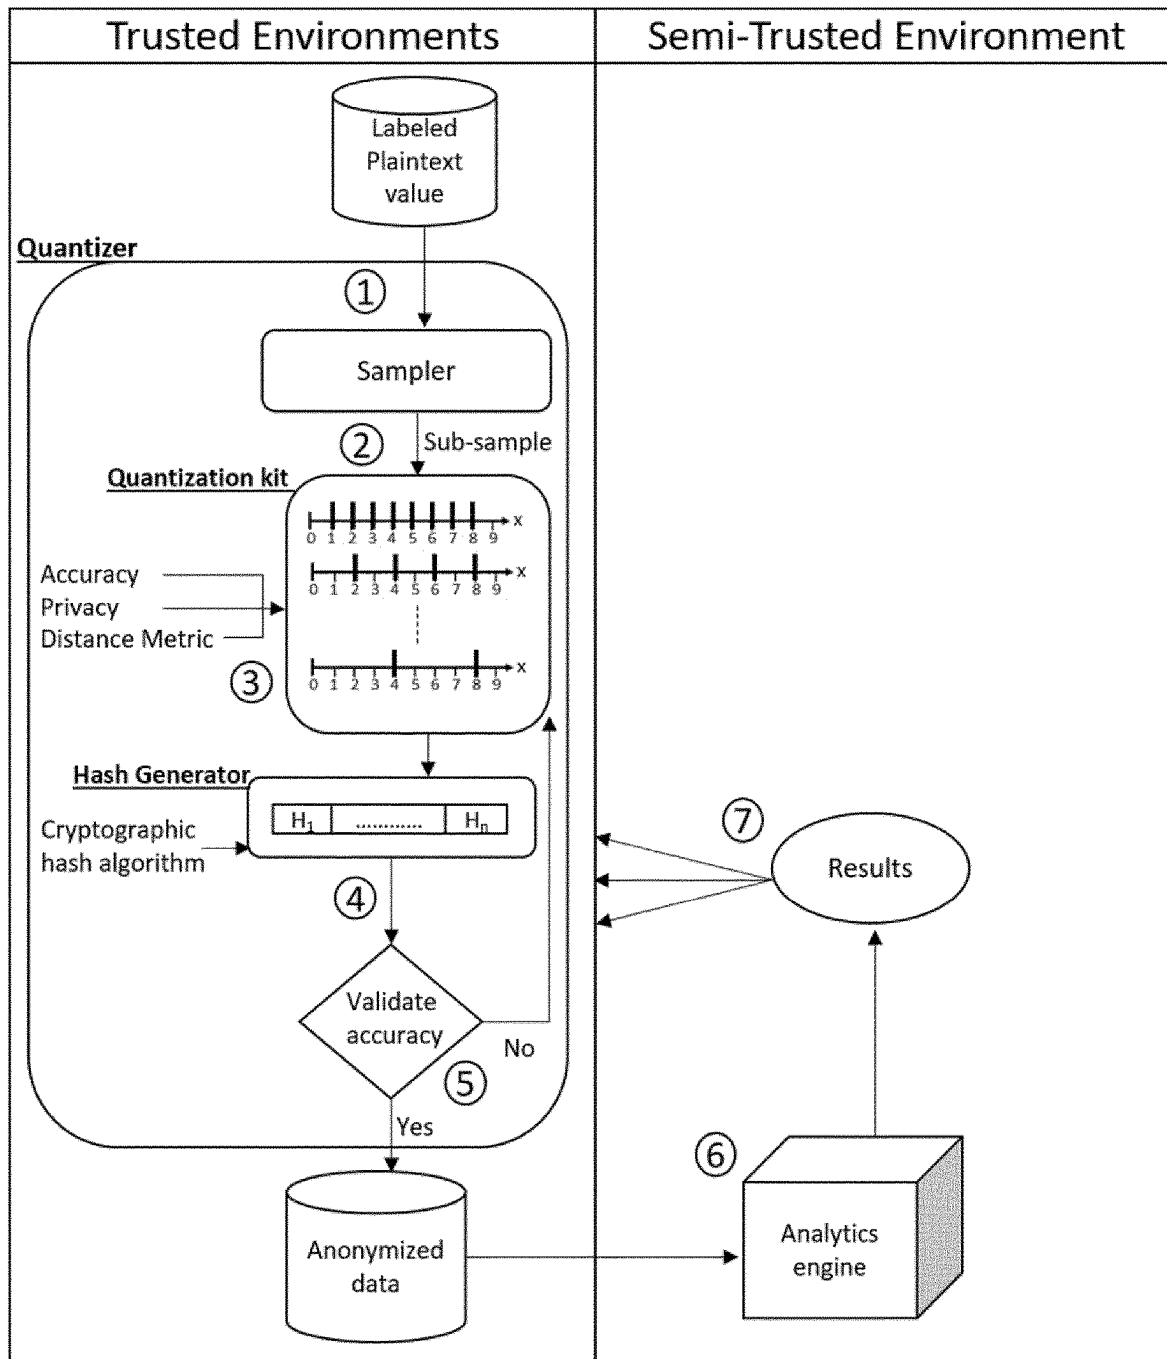 Trusted Environments
Semi-Trusted Environment
Labeled
Plaintext
value
Quantizer
1
Sampler
2
Sub-sample
Quantization kit
x
0 1 2 3 4 5 6 7 8 9
x
0 1 2 3 4 5 6 7 8 9
Accuracy
Privacy
Distance Metric
x
0 1 2 3 4 5 6 7 8 9
3
Hash Generator
H1 ............ Hn
Cryptographic
hash algorithm
4
7
Results
Validate
accuracy
No
5
Yes
6
Anonymized
data
Analytics
engine